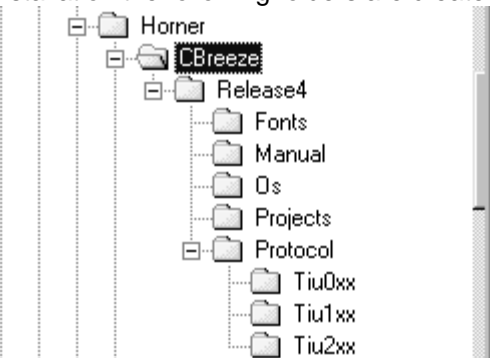 Horner
CBreeze
Release4
Fonts
Manual
Os
Projects
Protocol
Tiu0xx
Tiu1xx
Tiu2xx